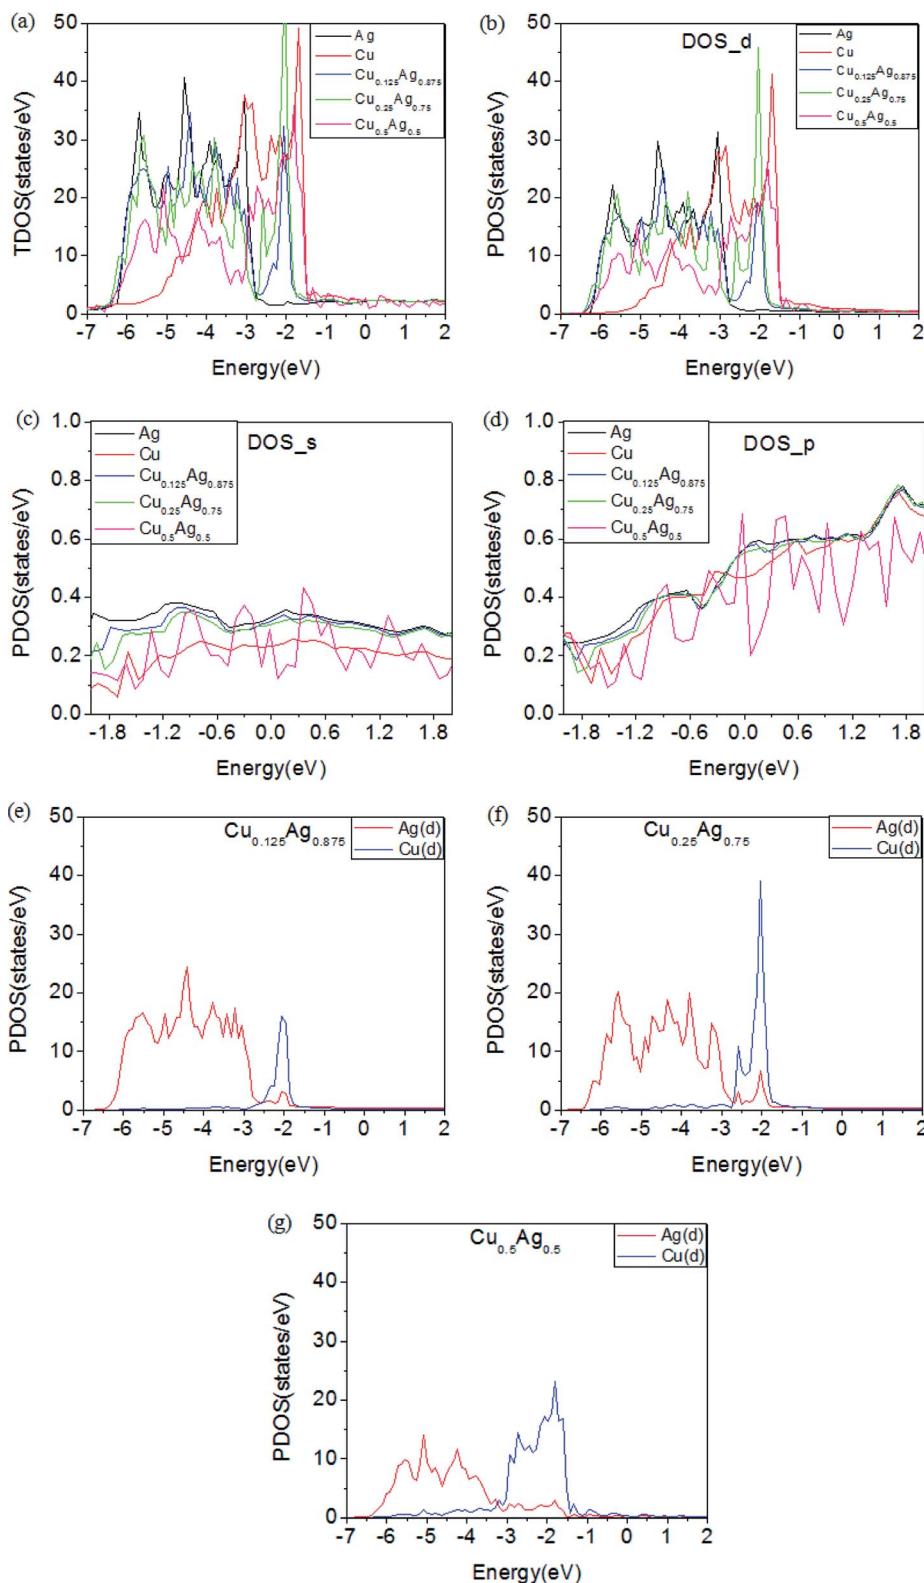 (a)
TDOS(states/eV)
50
40
30
20
10
0
Ag
Cu
Cu0.125Ag0.875
Cu0.25Ag0.75
Cu0.5Ag0.5
-7 -6 -5 -4 -3 -2 -1 0 1 2
Energy(eV)
(b)
PDOS(states/eV)
50
40
30
20
10
0
DOS_d
Ag
Cu
Cu0.125Ag0.875
Cu0.25Ag0.75
Cu0.5Ag0.5
-7 -6 -5 -4 -3 -2 -1 0 1 2
Energy(eV)
(c)
PDOS(states/eV)
1.0
0.8
0.6
0.4
0.2
0.0
Ag
Cu
Cu0.125Ag0.875
Cu0.25Ag0.75
Cu0.5Ag0.5
DOS_s
-1.8 -1.2 -0.6 0.0 0.6 1.2 1.8
Energy(eV)
(d)
PDOS(states/eV)
1.0
0.8
0.6
0.4
0.2
0.0
Ag
Cu
Cu0.125Ag0.875
Cu0.25Ag0.75
Cu0.5Ag0.5
DOS_p
-1.8 -1.2 -0.6 0.0 0.6 1.2 1.8
Energy(eV)
(e)
PDOS(states/eV)
50
40
30
20
10
0
Cu0.125Ag0.875
Ag(d)
Cu(d)
-7 -6 -5 -4 -3 -2 -1 0 1 2
Energy(eV)
(f)
PDOS(states/eV)
50
40
30
20
10
0
Cu0.25Ag0.75
Ag(d)
Cu(d)
-7 -6 -5 -4 -3 -2 -1 0 1 2
Energy(eV)
(g)
PDOS(states/eV)
50
40
30
20
10
0
Cu0.5Ag0.5
Ag(d)
Cu(d)
-7 -6 -5 -4 -3 -2 -1 0 1 2
Energy(eV)